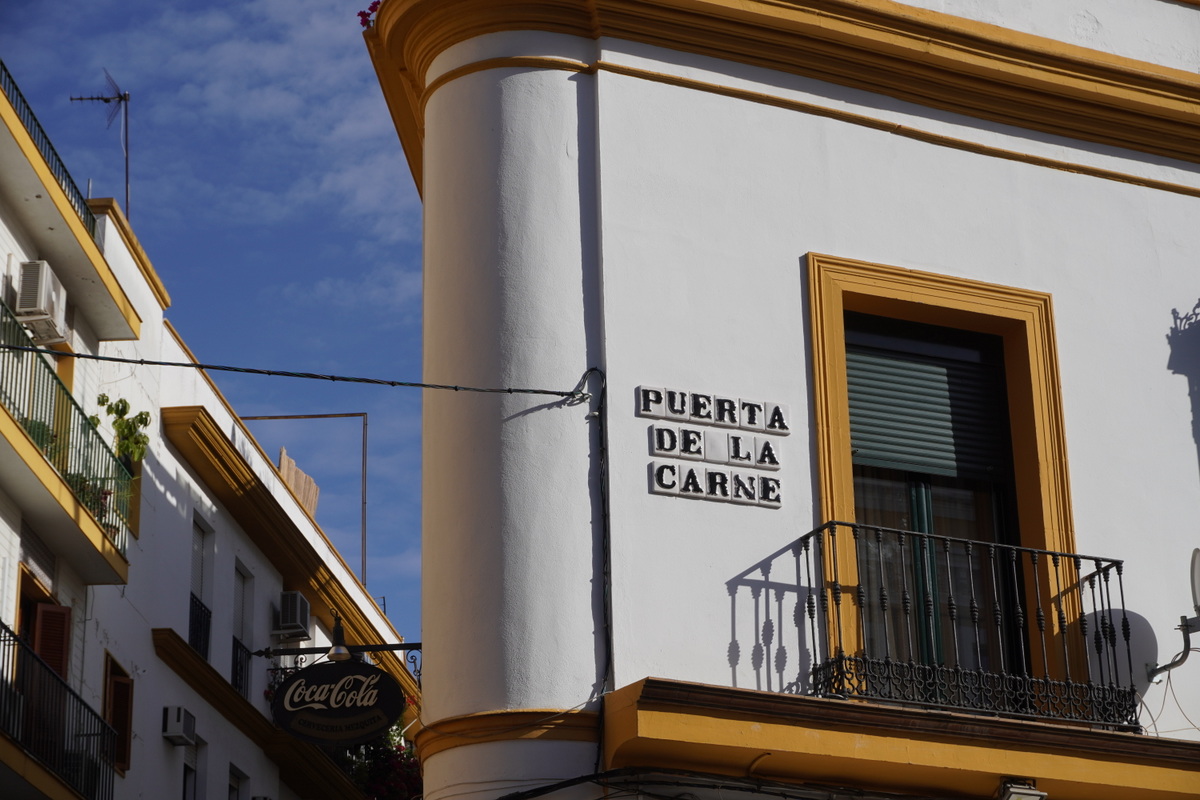 PUERTA
DE LA
CARNE
Coca-Cola